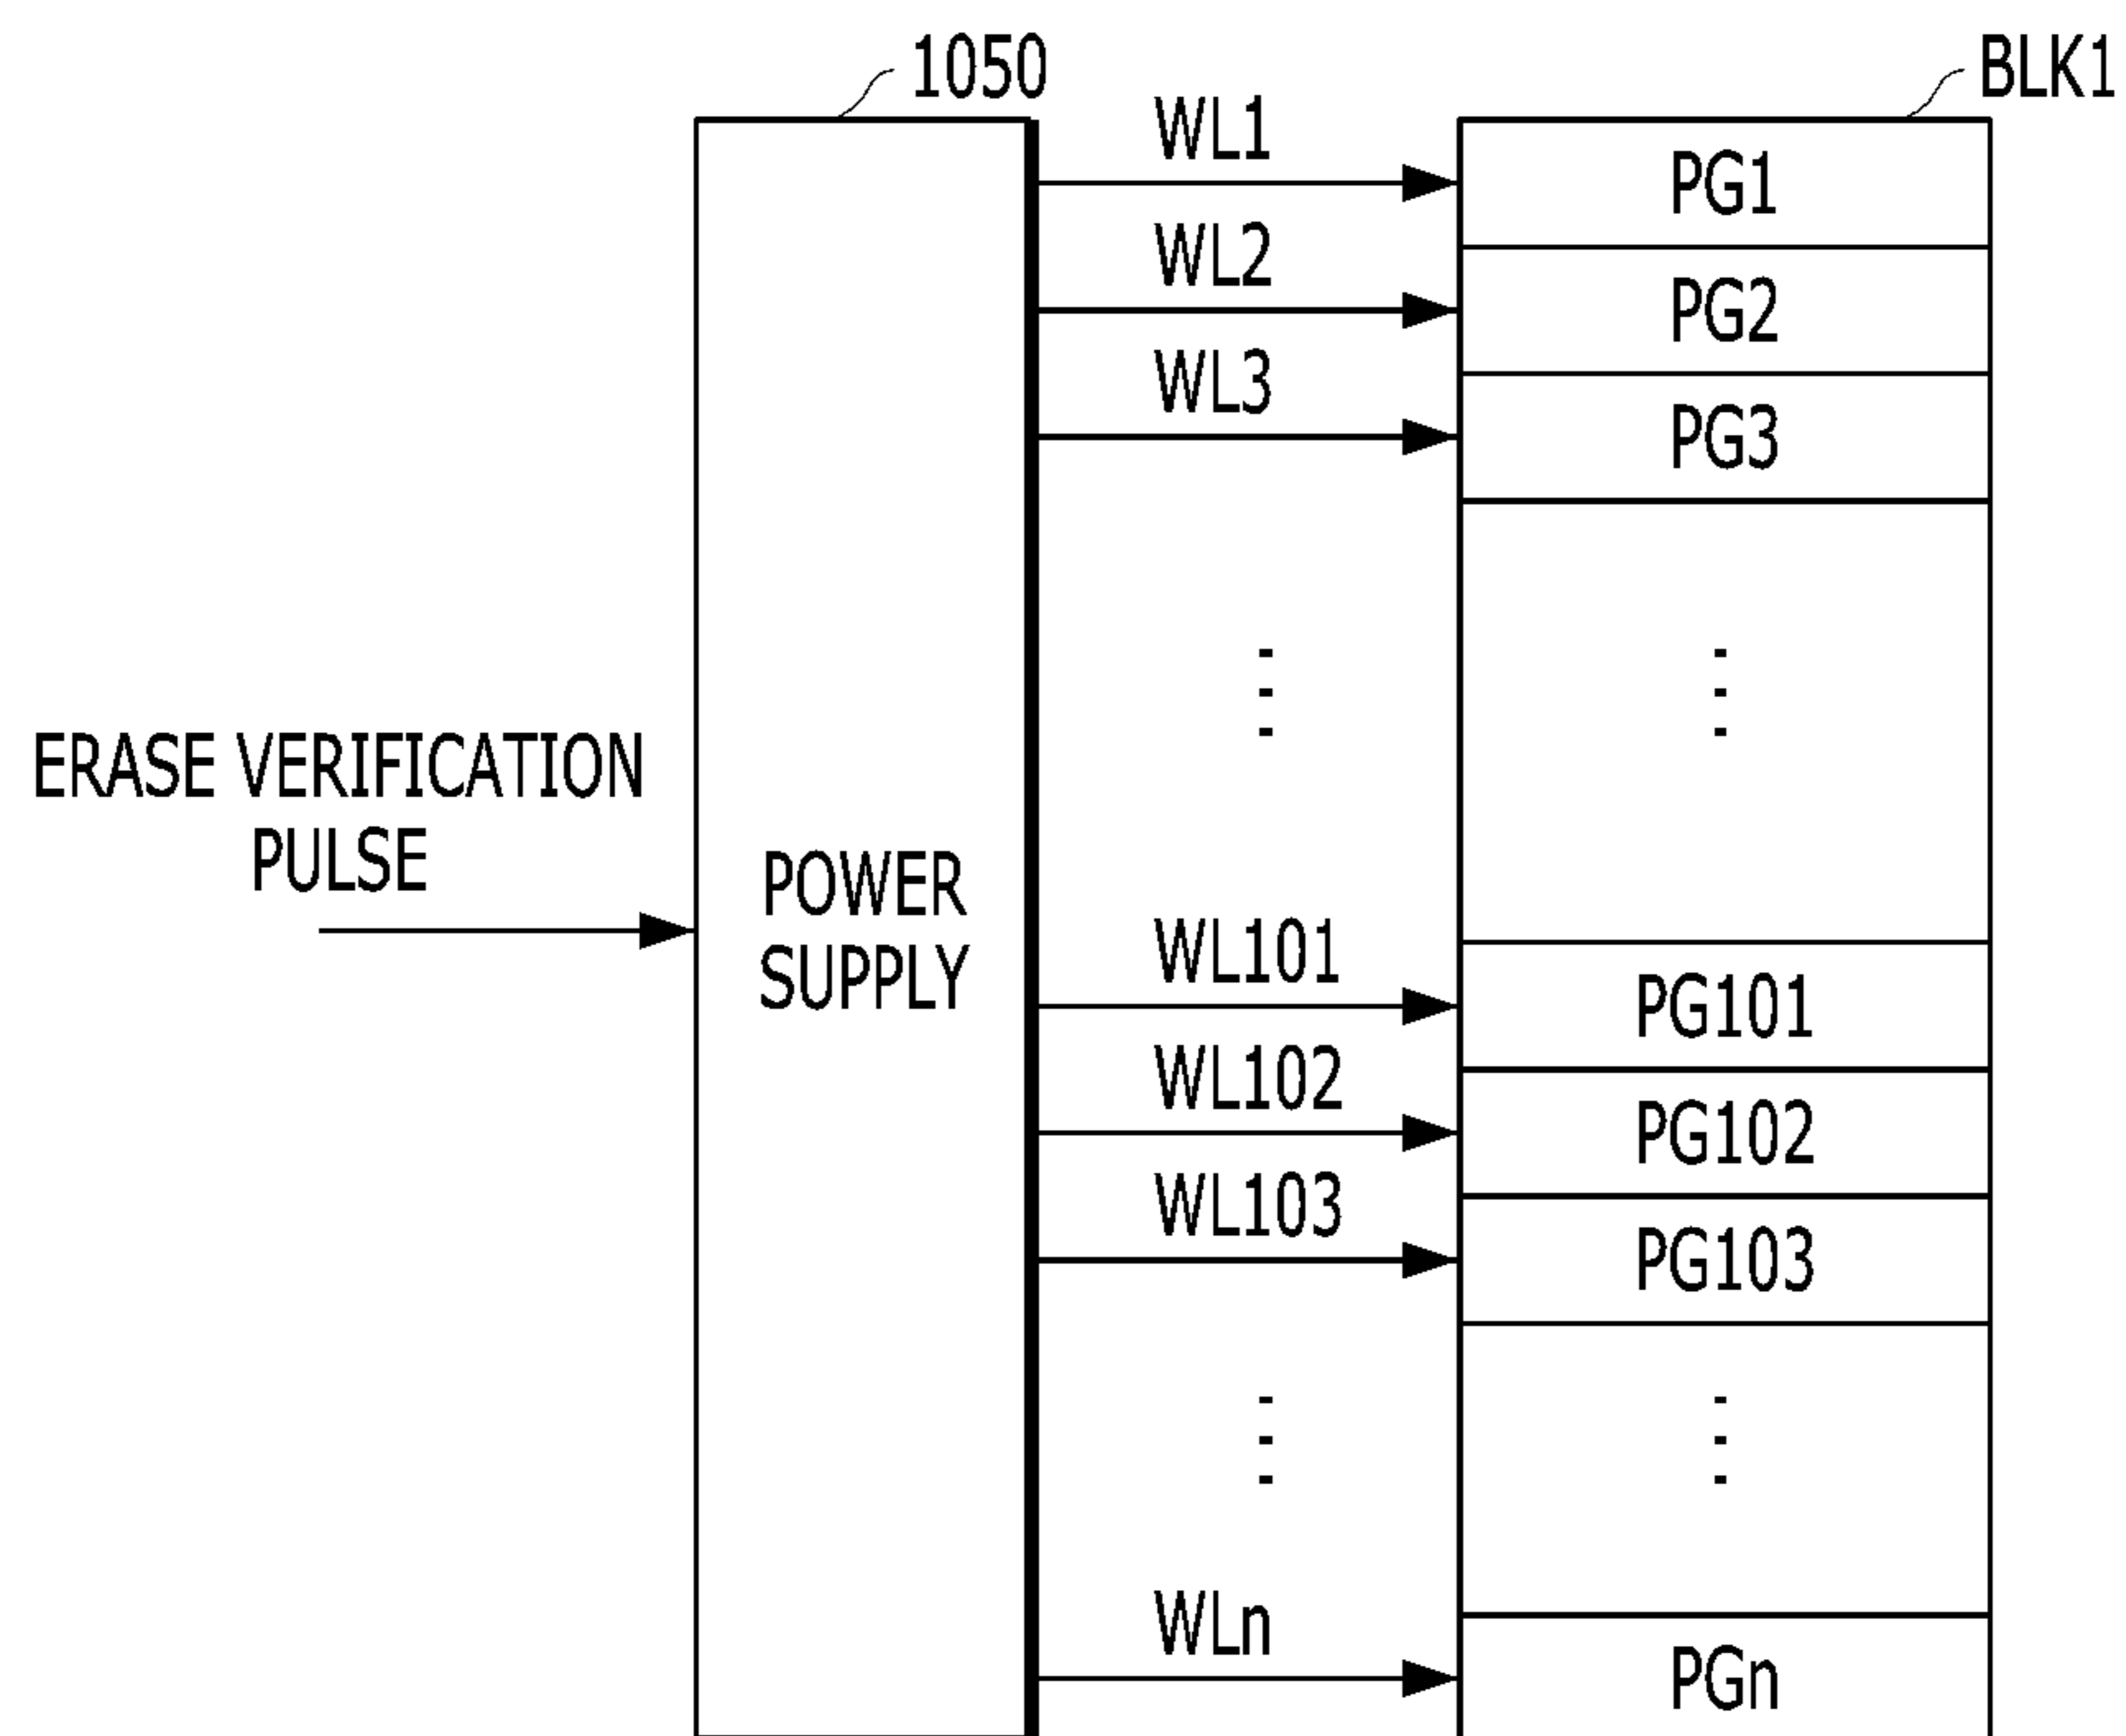 1050
BLK1
WL1
PG1
WL2
PG2
WL3
PG3
ERASE VERIFICATION
PULSE
POWER
SUPPLY
WL101
PG101
WL102
PG102
WL103
PG103
WLn
PGn